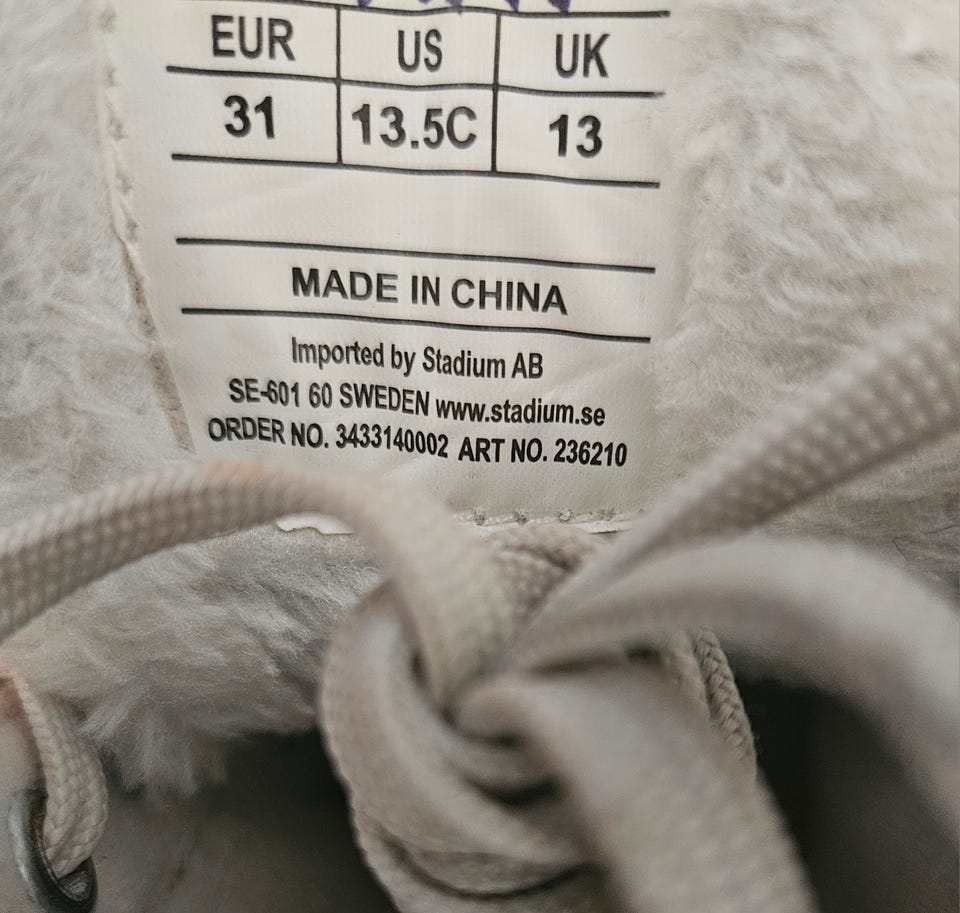 EUR US UK
31 13.5C 13
MADE IN CHINA
Imported by Stadium AB
SE-601 60 SWEDEN www.stadium.se
ORDER NO. 3433140002 ART NO. 236210